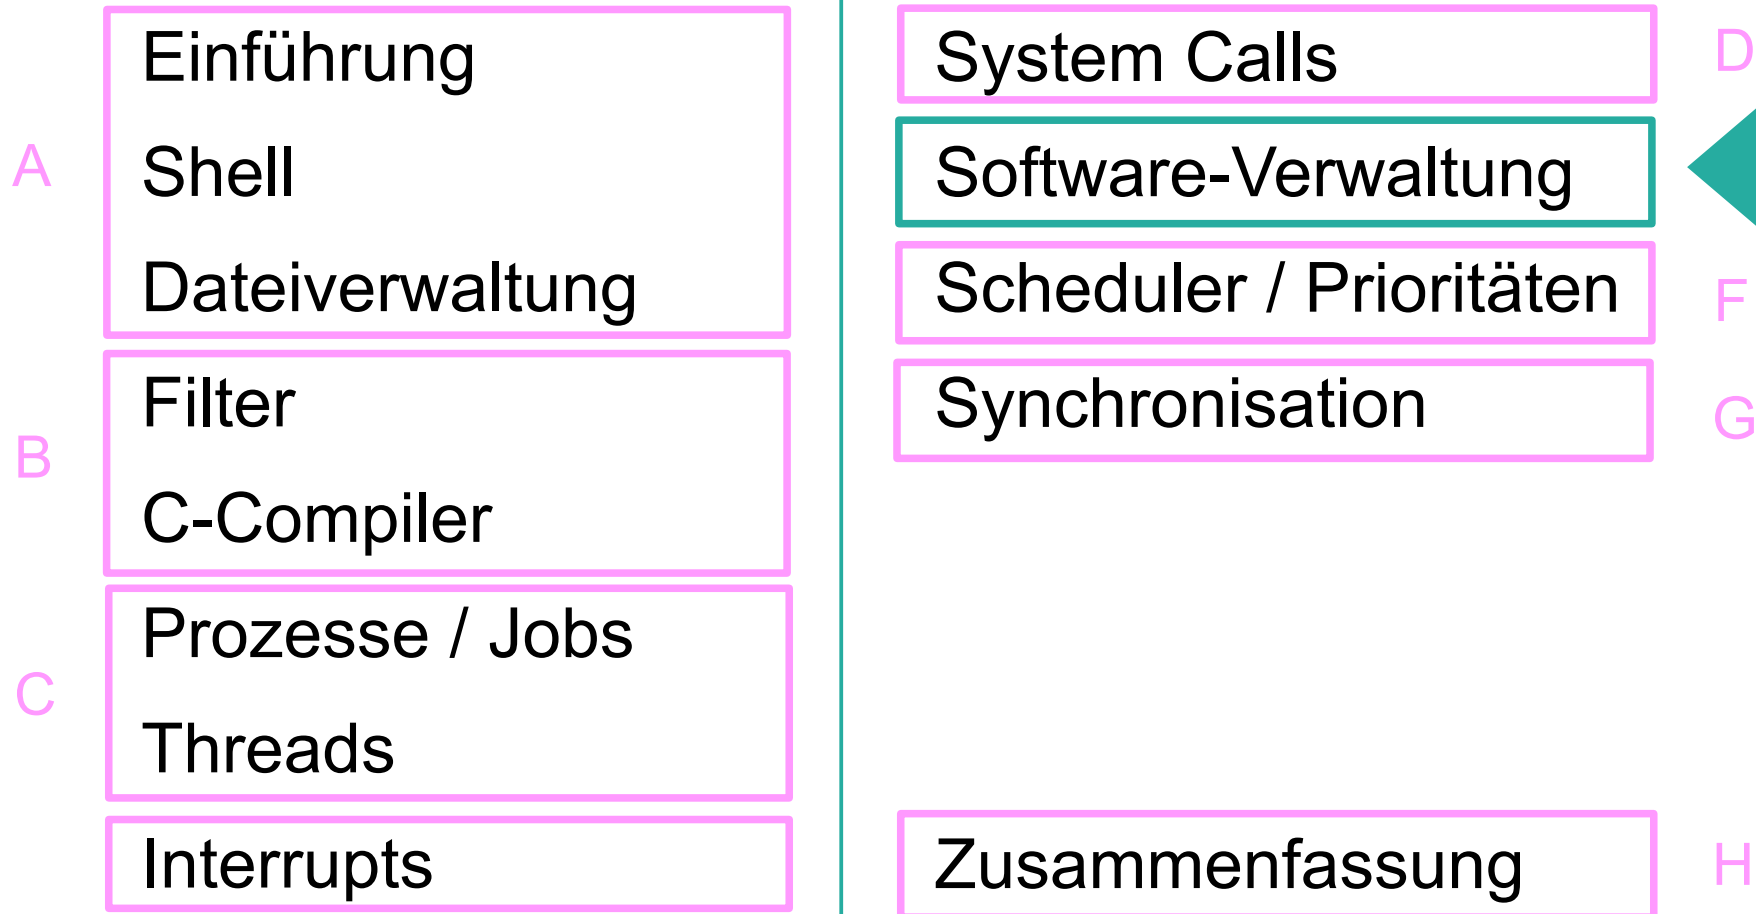 Einführung
A
Shell
Dateiverwaltung
Filter
B
C-Compiler
Prozesse / Jobs
C
Threads
Interrupts
System Calls
D
Software-Verwaltung
Scheduler / Prioritäten
F
Synchronisation
G
Zusammenfassung
H